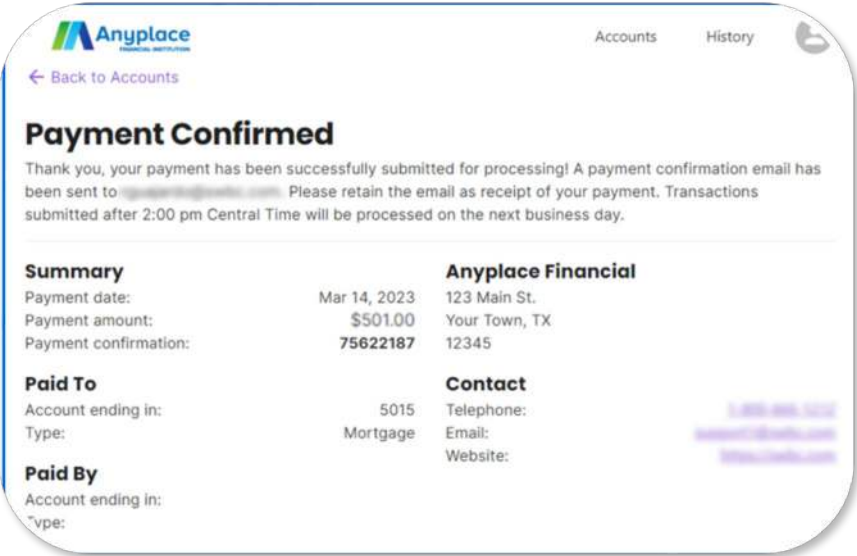 Anyplace
FINANCIAL INSTITUTION
Accounts History
← Back to Accounts
Payment Confirmed
Thank you, your payment has been successfully submitted for processing! A payment confirmation email has
been sent to . Please retain the email as receipt of your payment. Transactions
submitted after 2:00 pm Central Time will be processed on the next business day.
Summary
Payment date: Mar 14, 2023
Payment amount: $501.00
Payment confirmation: 75622187
Anyplace Financial
123 Main St.
Your Town, TX
12345
Paid To
Account ending in: 5015
Type: Mortgage
Contact
Telephone:
Email:
Website:
Paid By
Account ending in:
Type: